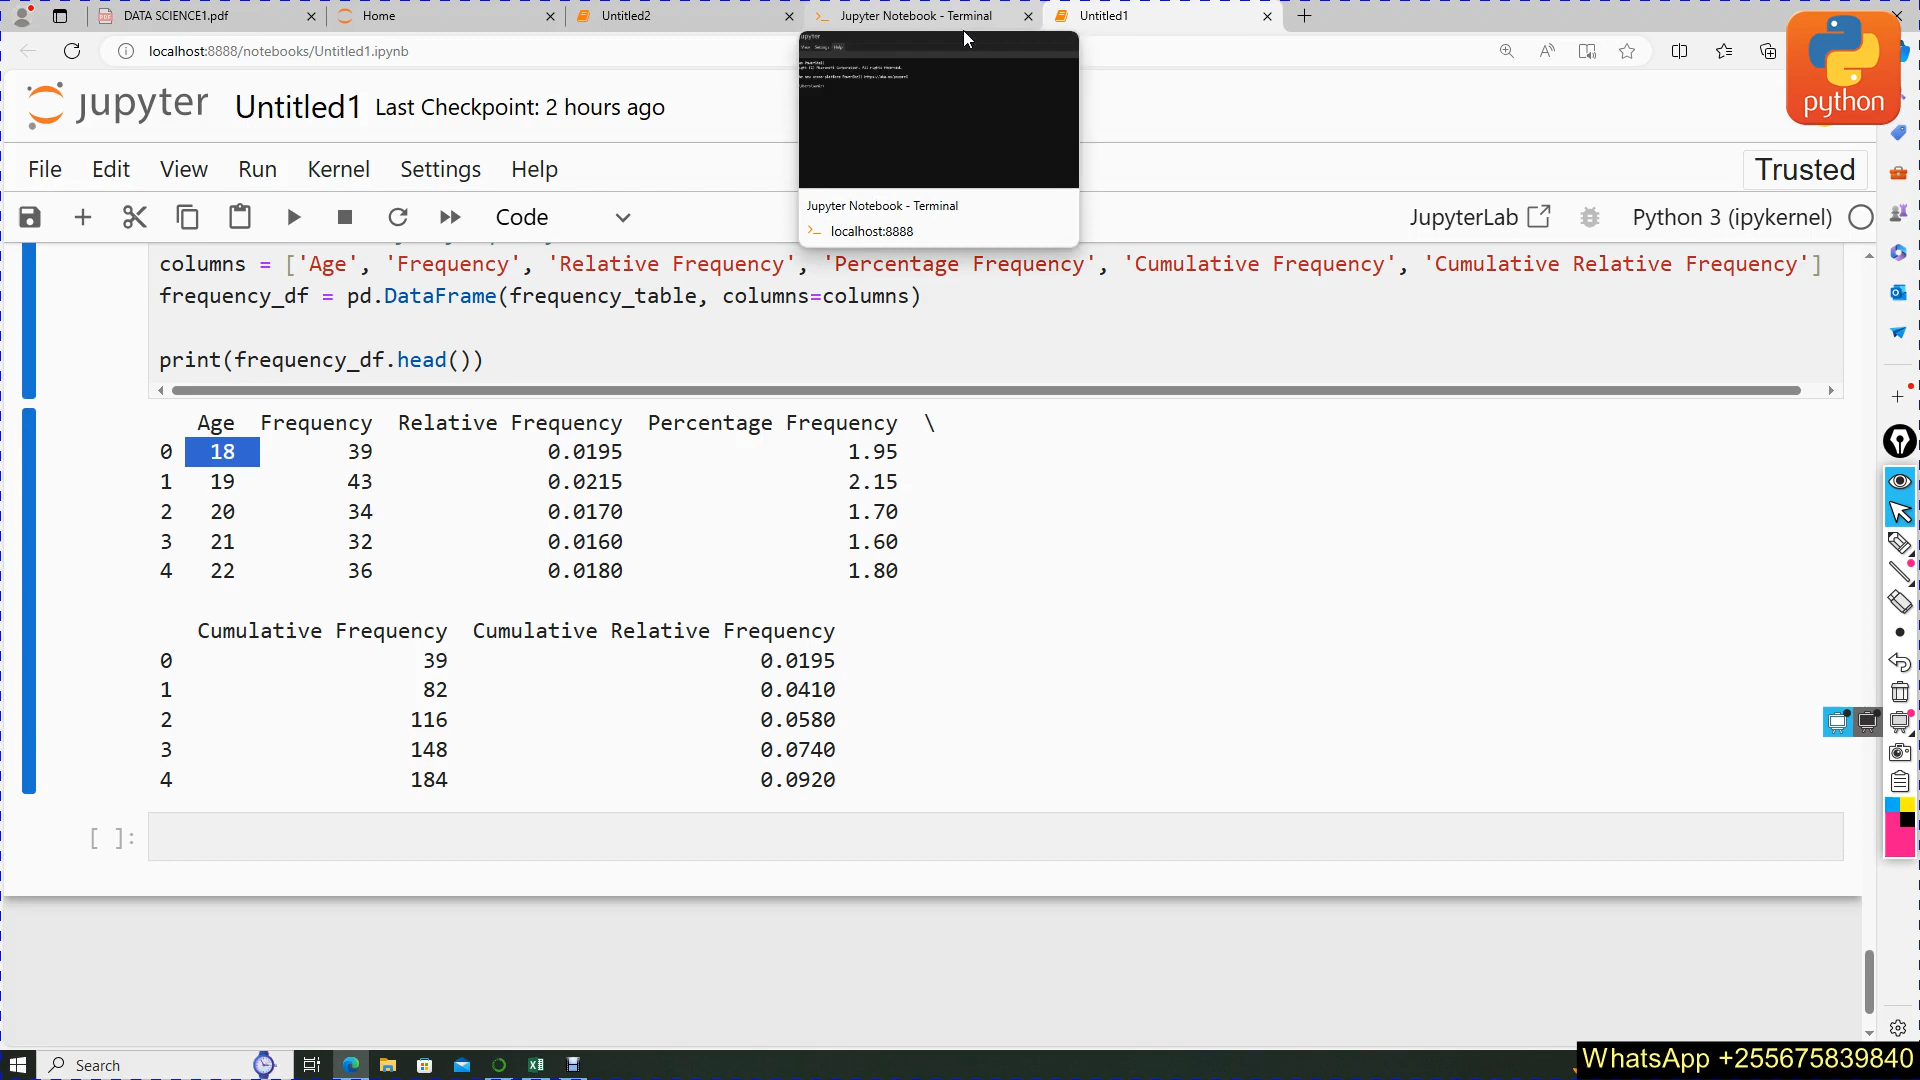 DATA SCIENCE1.pdf
Home
Untitled2
Jupyter Notebook - Terminal
Untitled1
localhost:8888/notebooks/Untitled1.ipynb
python
jupyter Untitled1 Last Checkpoint: 2 hours ago
File Edit View Run Kernel Settings Help
Trusted
Jupyter Notebook - Terminal
localhost:8888
Code
JupyterLab
Python 3 (ipykernel)
columns = ['Age', 'Frequency', 'Relative Frequency', 'Percentage Frequency', 'Cumulative Frequency', 'Cumulative Relative Frequency']
frequency_df = pd.DataFrame(frequency_table, columns=columns)
print(frequency_df.head())
Age Frequency Relative Frequency Percentage Frequency \
0 18 39 0.0195 1.95
1 19 43 0.0215 2.15
2 20 34 0.0170 1.70
3 21 32 0.0160 1.60
4 22 36 0.0180 1.80
Cumulative Frequency Cumulative Relative Frequency
0 39 0.0195
1 82 0.0410
2 116 0.0580
3 148 0.0740
4 184 0.0920
[ ]:
Search
WhatsApp +255675839840